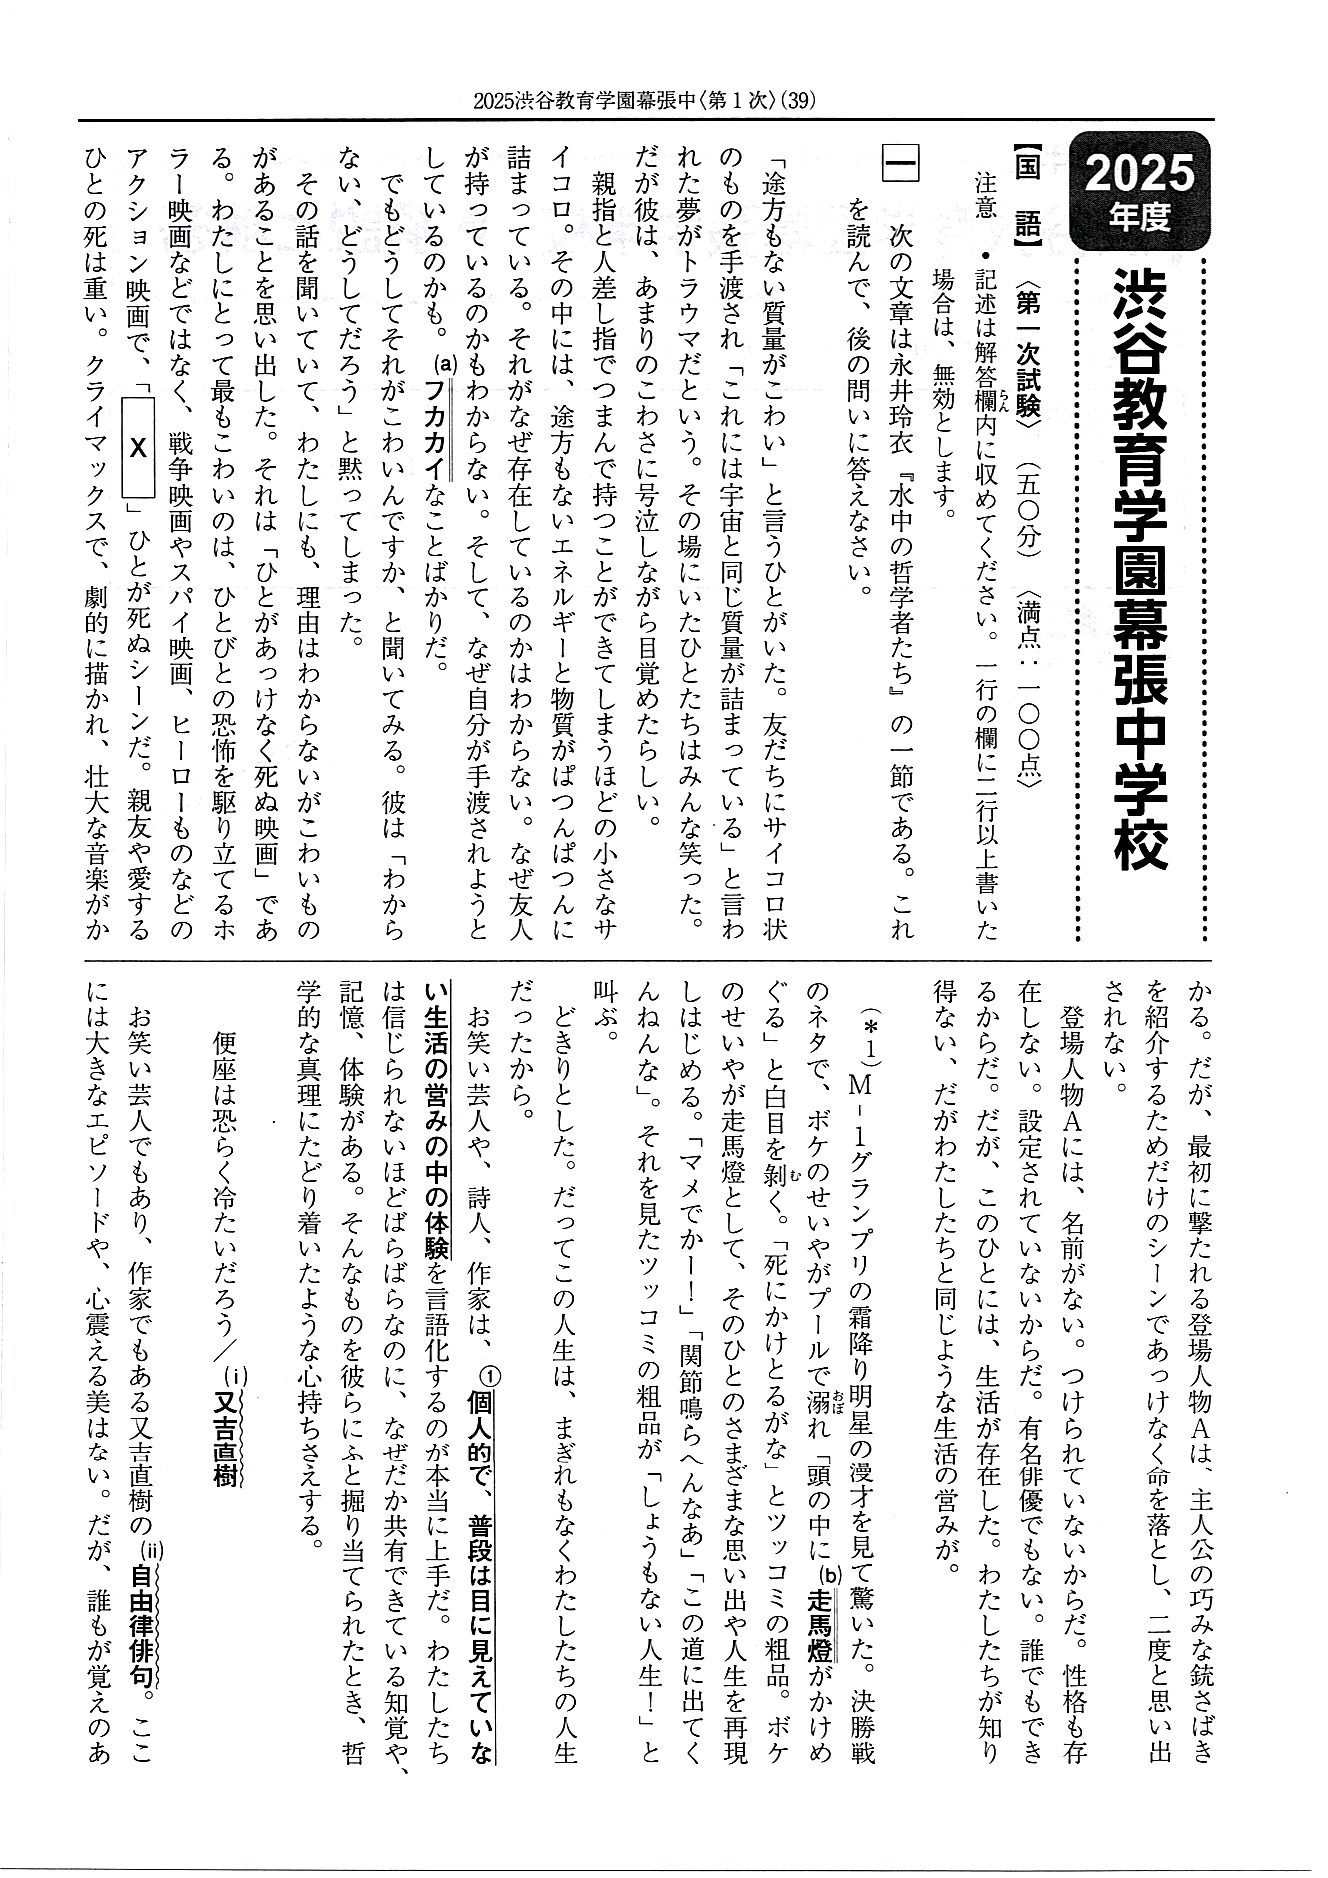 2025渋谷教育学園幕張中〈第1次〉(39)
2025年度
渋谷教育学園幕張中学校
【国語】〈第一次試験〉(五〇分)〈満点:一〇〇点〉
注意 •記述は解答欄らん内に収めてください。一行の欄に二行以上書いた
場合は、無効とします。
一 次の文章は永井玲衣『水中の哲学者たち』の一節である。これ
を読んで、後の問いに答えなさい。
「途方もない質量がこわい」と言うひとがいた。友だちにサイコロ状
のものを手渡され「これには宇宙と同じ質量が詰まっている」と言わ
れた夢がトラウマだという。その場にいたひとたちはみんな笑った。
だが彼は、あまりのこわさに号泣しながら目覚めたらしい。
親指と人差し指でつまんで持つことができてしまうほどの小さなサ
イコロ。その中には、途方もないエネルギーと物質がぱつんぱつんに
詰まっている。それがなぜ存在しているのかはわからない。なぜ友人
が持っているのかもわからない。そして、なぜ自分が手渡されようと
しているのかも。(a)フカカイなことばかりだ。
でもどうしてそれがこわいんですか、と聞いてみる。彼は「わから
ない、どうしてだろう」と黙ってしまった。
その話を聞いていて、わたしにも、理由はわからないがこわいもの
があることを思い出した。それは「ひとがあっけなく死ぬ映画」であ
る。わたしにとって最もこわいのは、ひとびとの恐怖を駆り立てるホ
ラー映画などではなく、戦争映画やスパイ映画、ヒーローものなどの
アクション映画で、「X」ひとが死ぬシーンだ。親友や愛する
ひとの死は重い。クライマックスで、劇的に描かれ、壮大な音楽がか
かる。だが、最初に撃たれる登場人物Aは、主人公の巧みな銃さばき
を紹介するためだけのシーンであっけなく命を落とし、二度と思い出
されない。
登場人物Aには、名前がない。つけられていないからだ。性格も存
在しない。設定されていないからだ。有名俳優でもない。誰でもでき
るからだ。だが、このひとには、生活が存在した。わたしたちが知り
得ない、だがわたしたちと同じような生活の営みが。
(*1)M-1グランプリの霜降り明星の漫才を見て驚いた。決勝戦
のネタで、ボケのせいやがプールで溺おぼれ「頭の中に(b)走馬燈がかけめ
ぐる」と白目を剝むく。「死にかけとるがな」とツッコミの粗品。ボケ
のせいやが走馬燈として、そのひとのさまざまな思い出や人生を再現
しはじめる。「マメでかー!」「関節鳴らへんなあ」「この道に出てく
んねんな」。それを見たツッコミの粗品が「しょうもない人生!」と
叫ぶ。
どきりとした。だってこの人生は、まぎれもなくわたしたちの人生
だったから。
お笑い芸人や、詩人、作家は、①個人的で、普段は目に見えていな
い生活の営みの中の体験を言語化するのが本当に上手だ。わたしたち
は信じられないほどばらばらなのに、なぜだか共有できている知覚や、
記憶、体験がある。そんなものを彼らにふと掘り当てられたとき、哲
学的な真理にたどり着いたような心持ちさえする。
便座は恐らく冷たいだろう/(i)又吉直樹
お笑い芸人でもあり、作家でもある又吉直樹の(ii)自由律俳句。ここ
には大きなエピソードや、心震える美はない。だが、誰もが覚えのあ